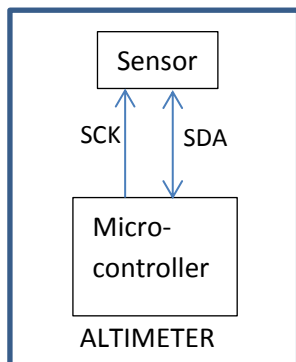 Sensor
SCK SDA
Micro-
controller
ALTIMETER